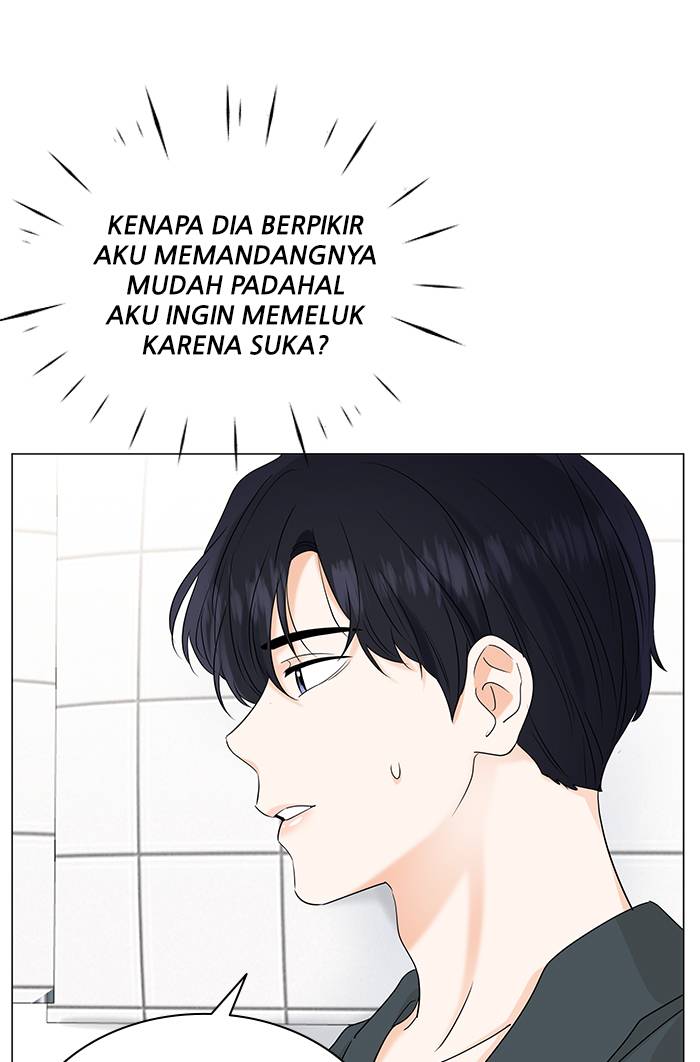 KENAPA DIA BERPIKIR
AKU MEMANDANGNYA
MUDAH PADAHAL
AKU INGIN MEMELUK
KARENA SUKA?